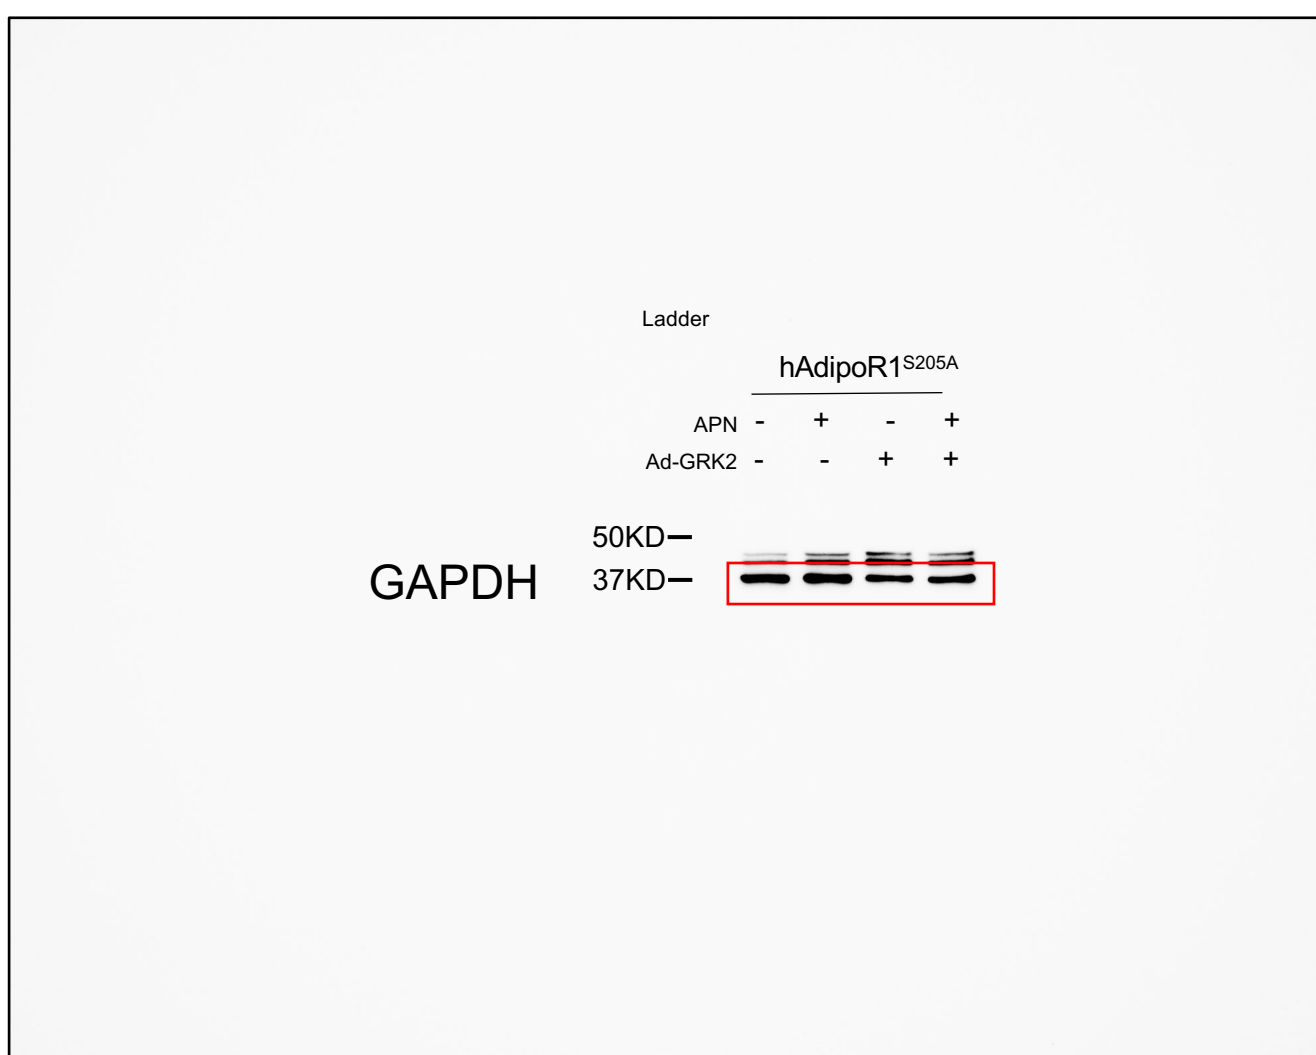 Ladder
hAdipoR1S205A
APN - + - +
Ad-GRK2 - - + +
50KD
GAPDH 37KD